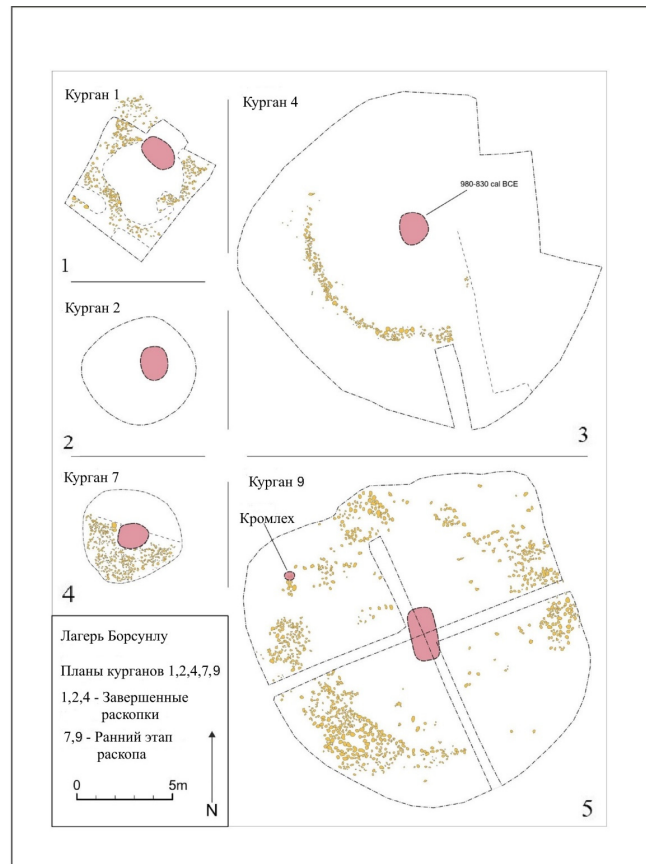 Курган 1
1
Курган 2
2
Курган 4
980-830 cal BCE
3
Курган 7
4
Курган 9
Кромлех
5
Лагерь Борсунлу
Планы курганов 1,2,4,7,9
1,2,4 - Завершенные
раскопки
7,9 - Ранний этап
раскопа
0 5m
N